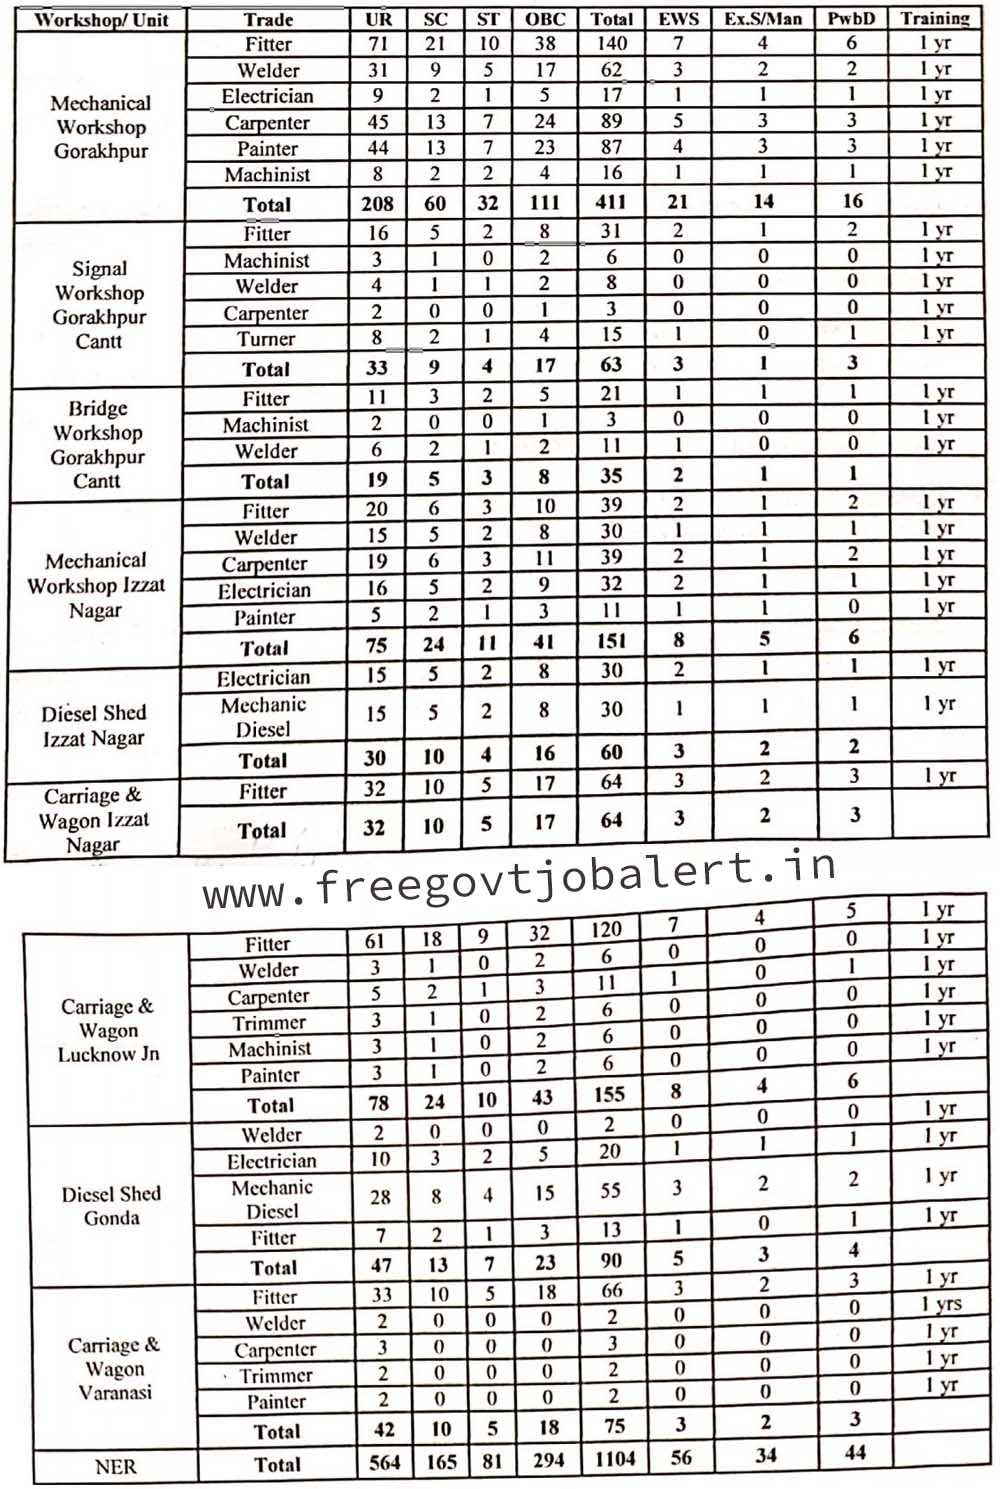 Workshop/ Unit Trade UR SC ST OBC Total EWS Ex.S/Man PwbD Training
Mechanical Workshop Gorakhpur
Fitter 71 21 10 38 140 7 4 6 1 yr
Welder 31 9 5 17 62 3 2 2 1 yr
Electrician 9 2 1 5 17 1 1 1 1 yr
Carpenter 45 13 7 24 89 5 3 3 1 yr
Painter 44 13 7 23 87 4 3 3 1 yr
Machinist 8 2 2 4 16 1 1 1 1 yr
Total 208 60 32 111 411 21 14 16
Signal Workshop Gorakhpur Cantt
Fitter 16 5 2 8 31 2 1 2 1 yr
Machinist 3 1 0 2 6 0 0 0 1 yr
Welder 4 1 1 2 8 0 0 0 1 yr
Carpenter 2 0 0 1 3 0 0 0 1 yr
Turner 8 2 1 4 15 1 0 1 1 yr
Total 33 9 4 17 63 3 1 3
Bridge Workshop Gorakhpur Cantt
Fitter 11 3 2 5 21 1 1 1 1 yr
Machinist 2 0 0 1 3 0 0 0 1 yr
Welder 6 2 1 2 11 1 0 0 1 yr
Total 19 5 3 8 35 2 1 1
Mechanical Workshop Izzat Nagar
Fitter 20 6 3 10 39 2 1 2 1 yr
Welder 15 5 2 8 30 1 1 1 1 yr
Carpenter 19 6 3 11 39 2 1 2 1 yr
Electrician 16 5 2 9 32 2 1 1 1 yr
Painter 5 2 1 3 11 1 1 0 1 yr
Total 75 24 11 41 151 8 5 6
Diesel Shed Izzat Nagar
Electrician 15 5 2 8 30 2 1 1 1 yr
Mechanic Diesel 15 5 2 8 30 1 1 1 1 yr
Total 30 10 4 16 60 3 2 2
Carriage & Wagon Izzat Nagar
Fitter 32 10 5 17 64 3 2 3 1 yr
Total 32 10 5 17 64 3 2 3
www.freegovtjobalert.in
Carriage & Wagon Lucknow Jn
Fitter 61 18 9 32 120 7 4 5 1 yr
Welder 3 1 0 2 6 0 0 0 1 yr
Carpenter 5 2 1 3 11 1 0 1 1 yr
Trimmer 3 1 0 2 6 0 0 0 1 yr
Machinist 3 1 0 2 6 0 0 0 1 yr
Painter 3 1 0 2 6 0 0 0 1 yr
Total 78 24 10 43 155 8 4 6
Diesel Shed Gonda
Welder 2 0 0 0 2 0 0 0 1 yr
Electrician 10 3 2 5 20 1 1 1 1 yr
Mechanic Diesel 28 8 4 15 55 3 2 2 1 yr
Fitter 7 2 1 3 13 1 0 1 1 yr
Total 47 13 7 23 90 5 3 4
Carriage & Wagon Varanasi
Fitter 33 10 5 18 66 3 2 3 1 yr
Welder 2 0 0 0 2 0 0 0 1 yrs
Carpenter 3 0 0 0 3 0 0 0 1 yr
Trimmer 2 0 0 0 2 0 0 0 1 yr
Painter 2 0 0 0 2 0 0 0 1 yr
Total 42 10 5 18 75 3 2 3
NER Total 564 165 81 294 1104 56 34 44